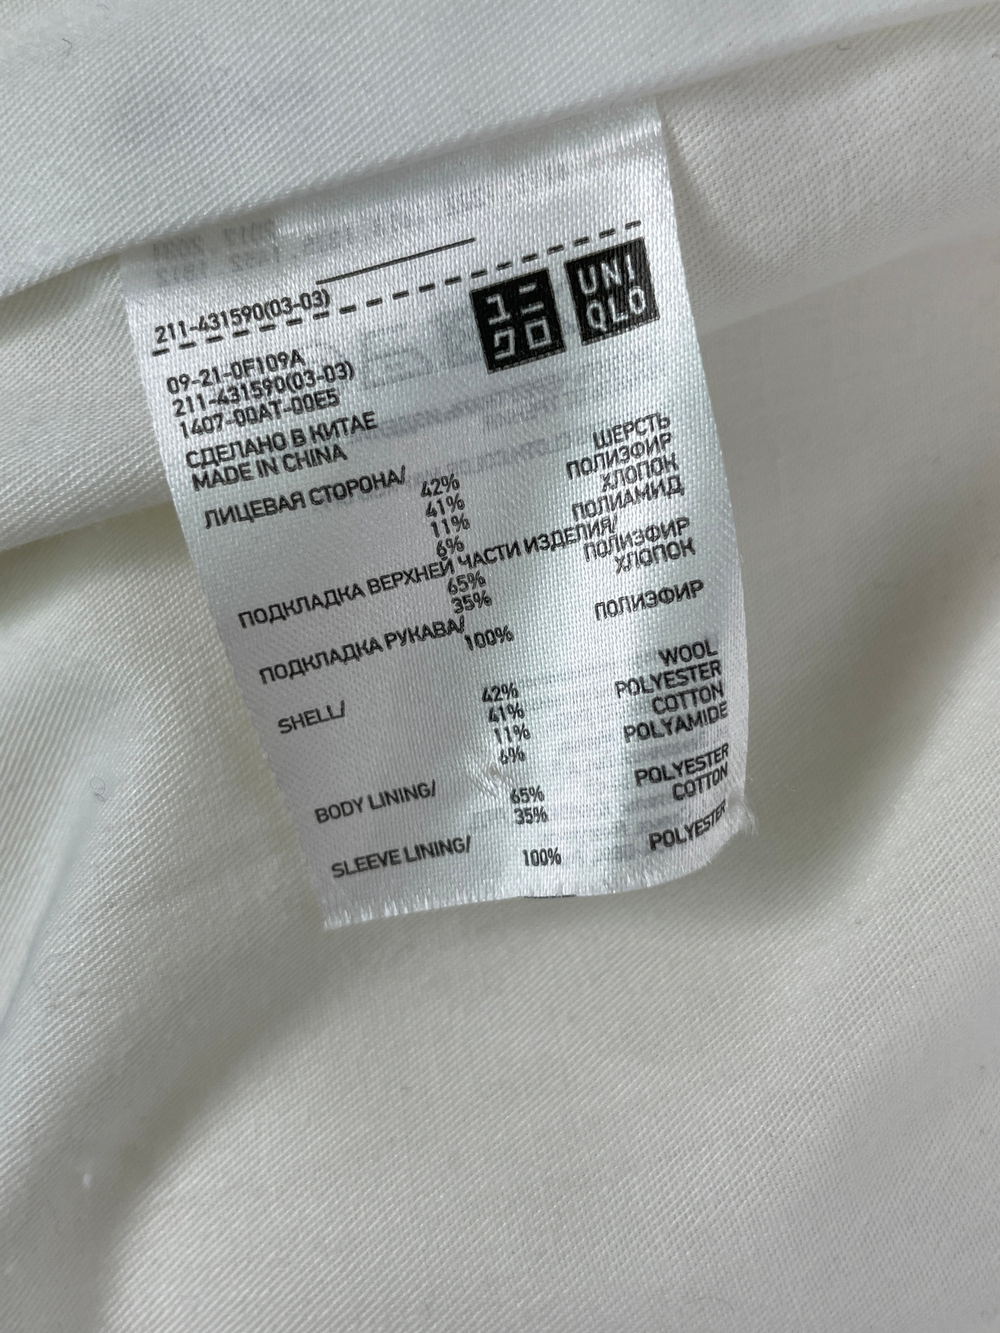 211-431590(03-03)
ユニ
クロ
UNI
QLO
09-21-0F109A
211-431590(03-03)
1407-00AT-00E5
СДЕЛАНО В КИТАЕ
MADE IN CHINA
ЛИЦЕВАЯ СТОРОНА/
42% ШЕРСТЬ
41% ПОЛИЭФИР
11% ХЛОПОК
6% ПОЛИАМИД
ПОДКЛАДКА ВЕРХНЕЙ ЧАСТИ ИЗДЕЛИЯ/
65% ПОЛИЭФИР
35% ХЛОПОК
ПОДКЛАДКА РУКАВА/
100% ПОЛИЭФИР
SHELL/
42% WOOL
41% POLYESTER
11% COTTON
6% POLYAMIDE
BODY LINING/
65% POLYESTER
35% COTTON
SLEEVE LINING/
100% POLYESTER